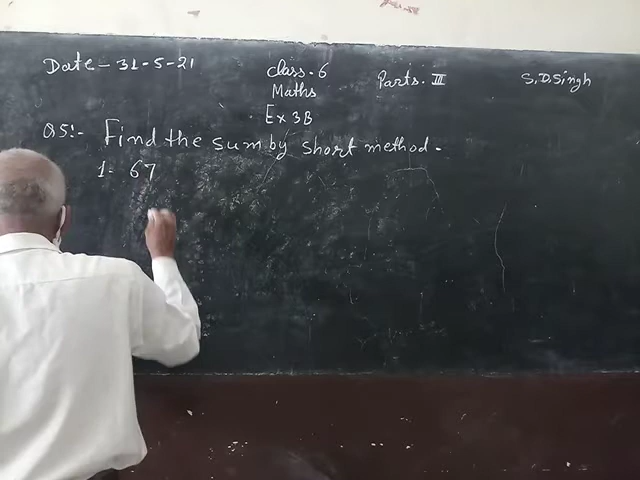 Date - 31-5-21 Class - 6 Parts. III S. D. Singh
Maths
Ex 3B
Q5:- Find the sum by short method.
1. 67